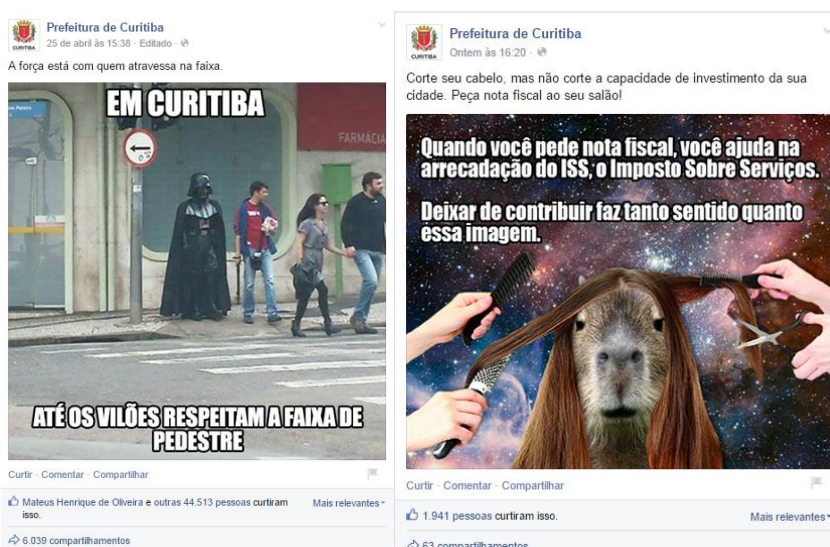 Prefeitura de Curitiba
25 de abril às 15:38 · Editado ·
A força está com quem atravessa na faixa.
EM CURITIBA
FARMÁCIA
ATÉ OS VILÕES RESPEITAM A FAIXA DE
PEDESTRE
Curtir · Comentar · Compartilhar
Mateus Henrique de Oliveira e outras 44.513 pessoas curtiram
isso.
Mais relevantes
6.039 compartilhamentos
CURITIBA
Prefeitura de Curitiba
Ontem às 16:20 ·
CURITIBA
Corte seu cabelo, mas não corte a capacidade de investimento da sua
cidade. Peça nota fiscal ao seu salão!
Quando você pede nota fiscal, você ajuda na
arrecadação do ISS, o Imposto Sobre Serviços.
Deixar de contribuir faz tanto sentido quanto
essa imagem.
Curtir · Comentar · Compartilhar
1.941 pessoas curtiram isso.
Mais relevantes
63 compartilhamentos